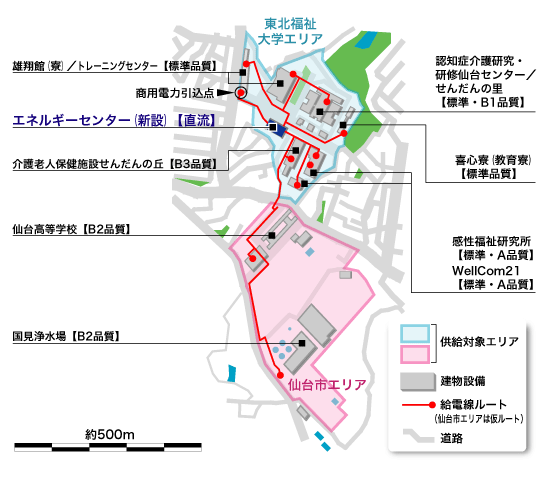 東北福祉
大学エリア
雄翔館(寮)／トレーニングセンター【標準品質】
商用電力引込点
エネルギーセンター(新設)【直流】
介護老人保健施設せんだんの丘【B3品質】
仙台高等学校【B2品質】
国見浄水場【B2品質】
認知症介護研究・
研修仙台センター／
せんだんの里
【標準・B1品質】
喜心寮(教育寮)
【標準品質】
感性福祉研究所
【標準・A品質】
WellCom21
【標準・A品質】
仙台市エリア
供給対象エリア
建物設備
給電線ルート
(仙台市エリアは仮ルート)
道路
約500m